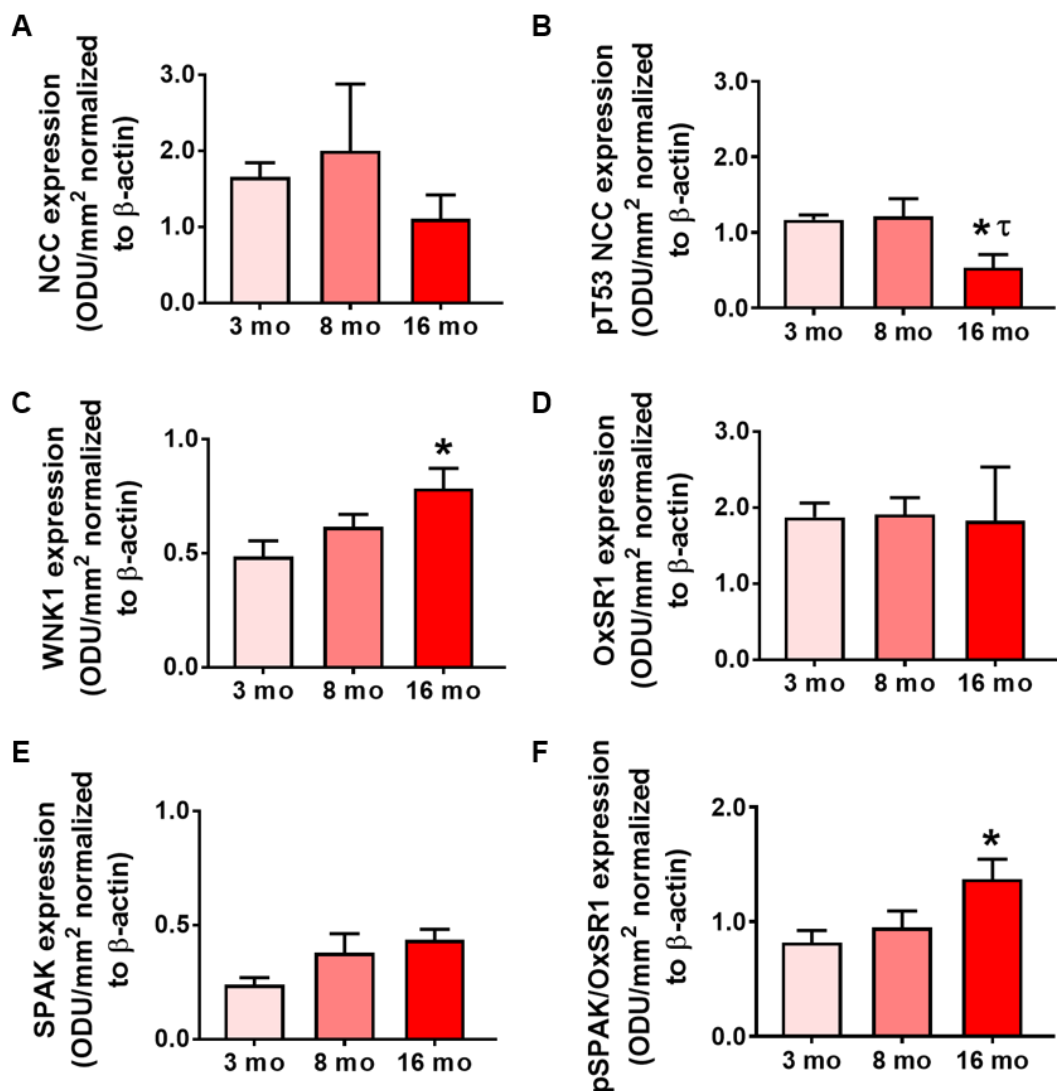 A
NCC expression
(ODU/mm² normalized
to β-actin)
3.0
2.0
1.0
0.0
3 mo 8 mo 16 mo
B
pT53 NCC expression
(ODU/mm² normalized
to β-actin)
3.0
2.0
1.0
0.0
* τ
3 mo 8 mo 16 mo
C
WNK1 expression
(ODU/mm² normalized
to β-actin)
1.0
0.5
0.0
*
3 mo 8 mo 16 mo
D
OxSR1 expression
(ODU/mm² normalized
to β-actin)
3.0
2.0
1.0
0.0
3 mo 8 mo 16 mo
E
SPAK expression
(ODU/mm² normalized
to β-actin)
1.0
0.5
0.0
3 mo 8 mo 16 mo
F
pSPAK/OxSR1 expression
(ODU/mm² normalized
to β-actin)
2.0
1.0
0.0
*
3 mo 8 mo 16 mo